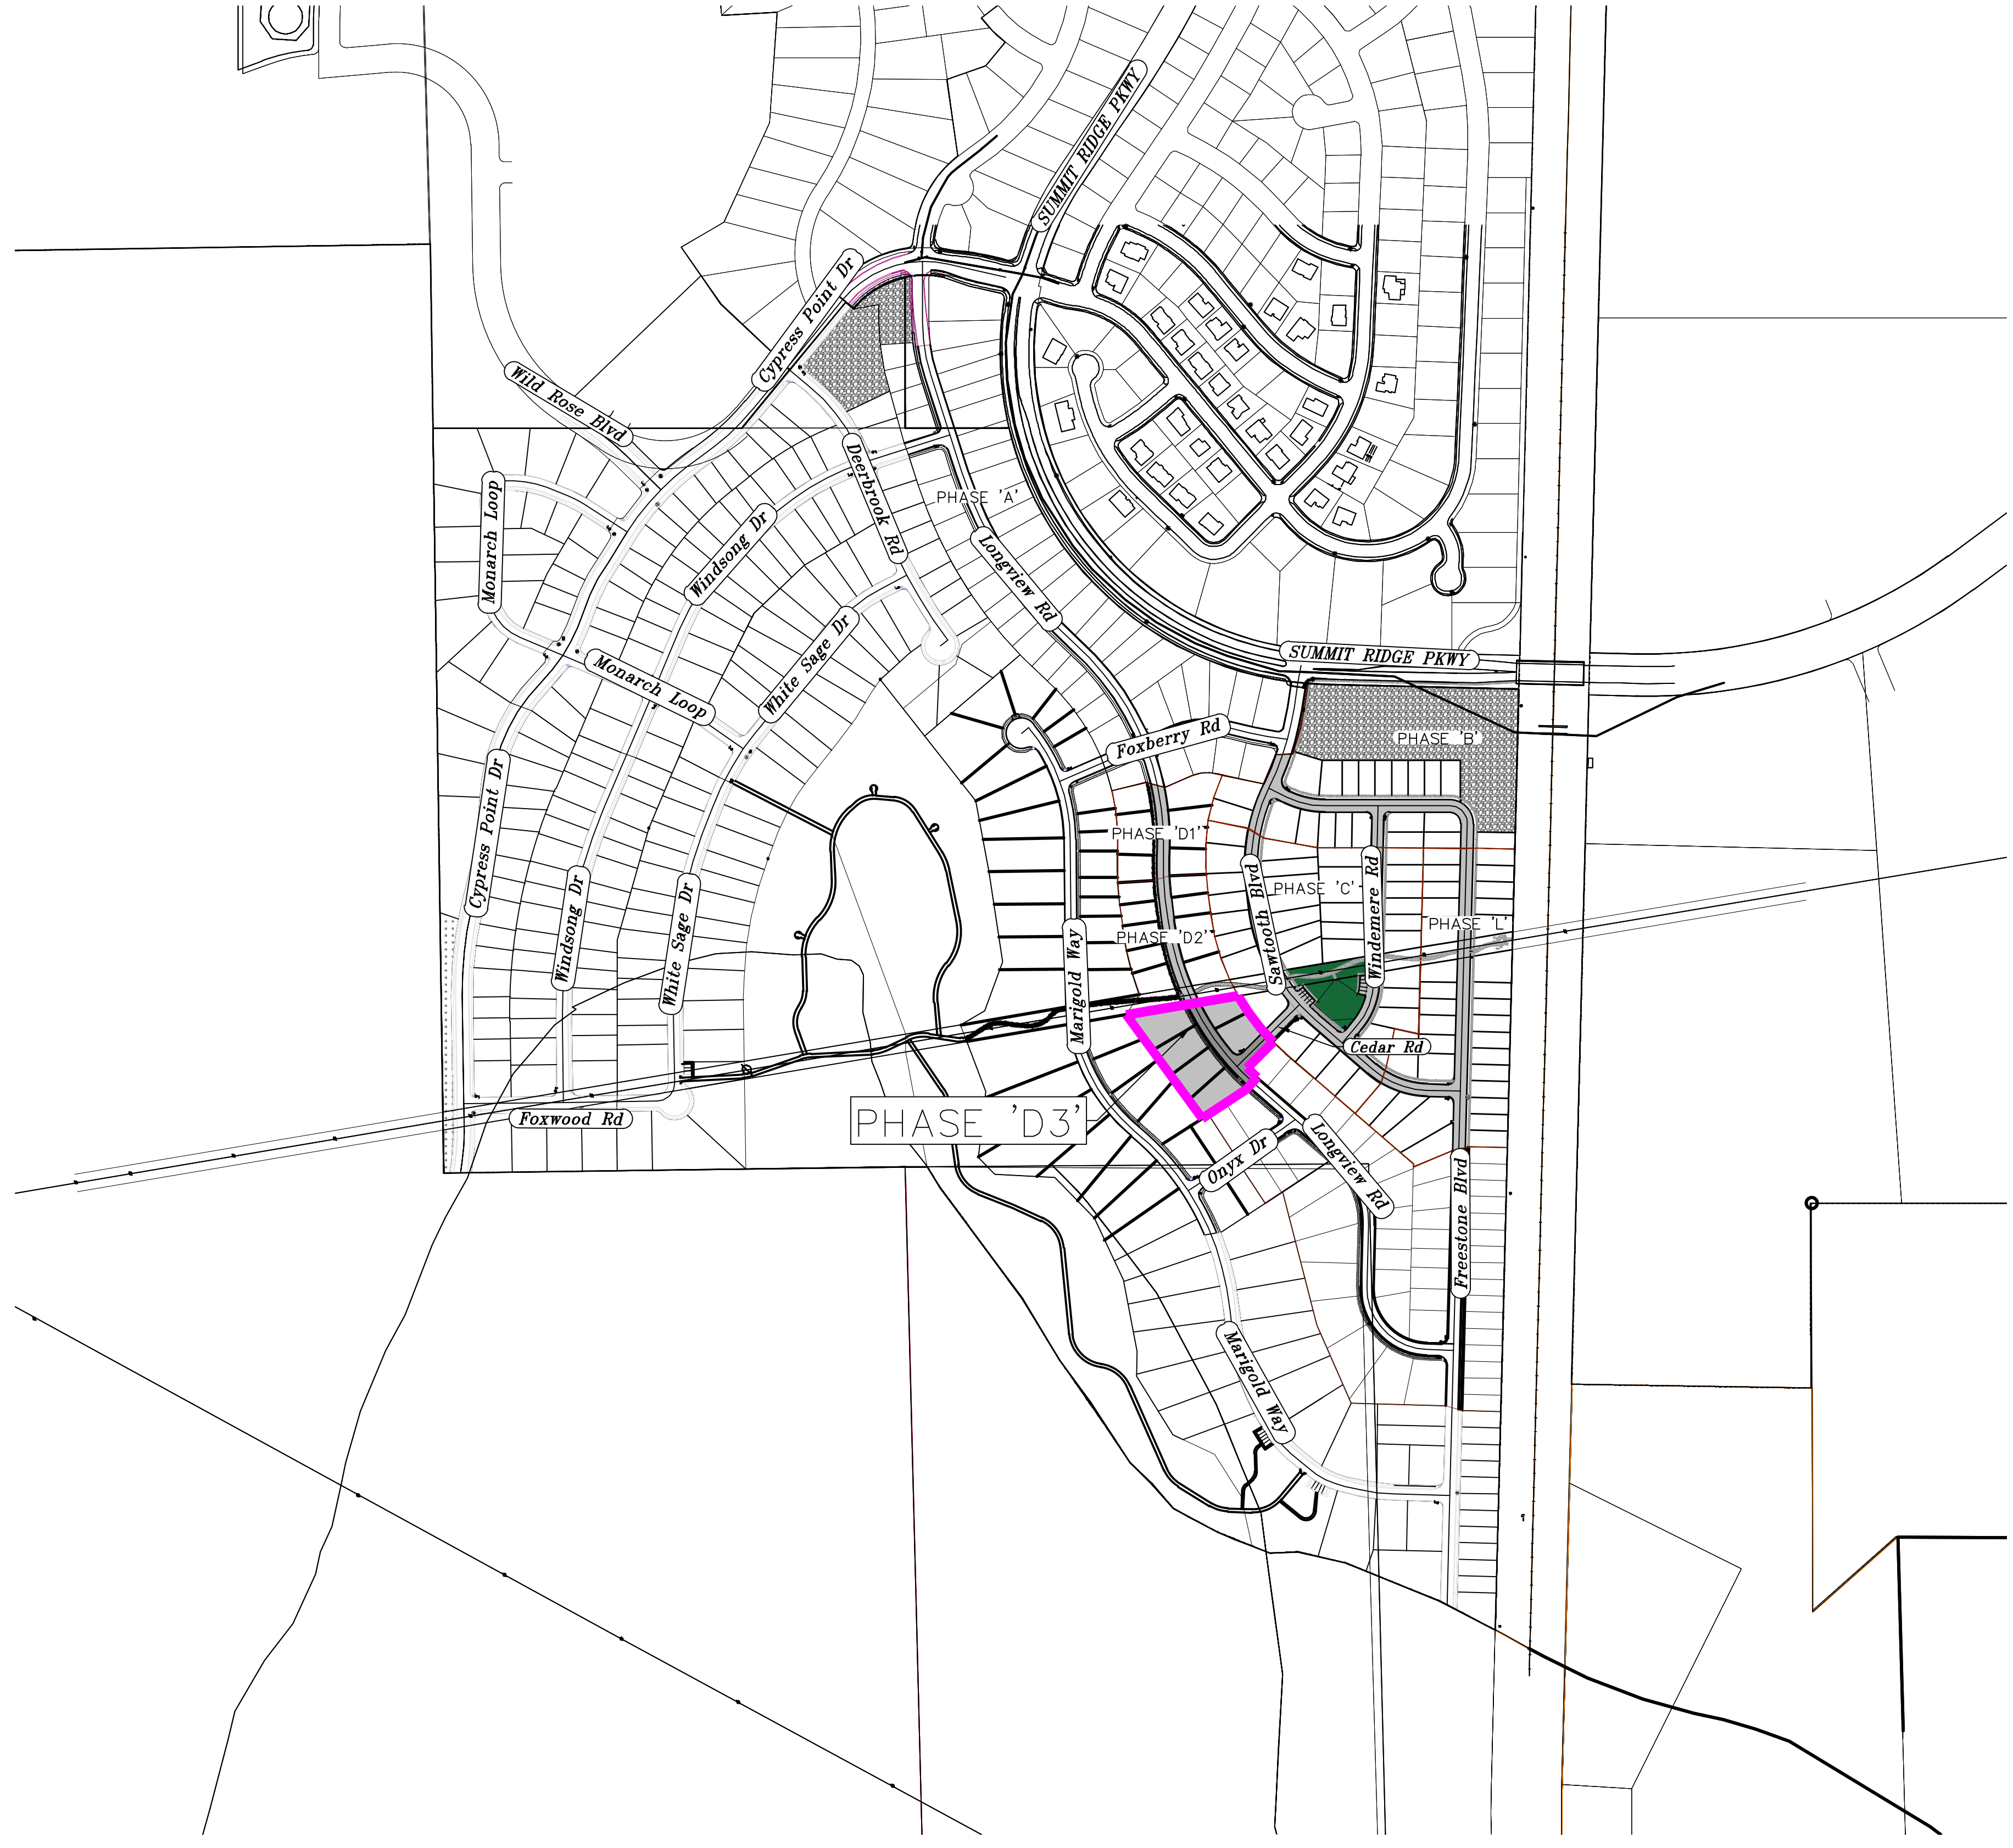 SUMMIT RIDGE PKWY
Cypress Point Dr
Wild Rose Blvd
Deerbrook Rd
Monarch Loop
PHASE 'A'
Windsong Dr
Longview Rd
White Sage Dr
SUMMIT RIDGE PKWY
Monarch Loop
Foxberry Rd
PHASE 'B'
Cypress Point Dr
PHASE 'D1'
Sawtooth Blvd
PHASE 'C'
Windemere Rd
Windsong Dr
White Sage Dr
PHASE 'L'
Marigold Way
PHASE 'D2'
Cedar Rd
Foxwood Rd
PHASE 'D3'
Onyx Dr
Longview Rd
Freestone Blvd
Marigold Way